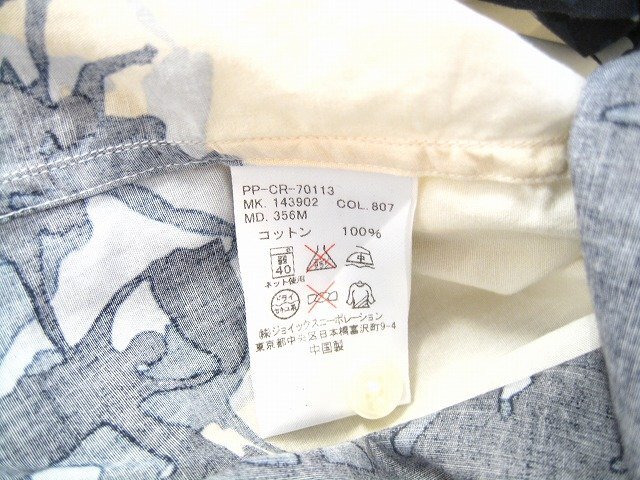 PP-CR-70113
MK. 143902 COL. 807
MD. 356M
コットン 100%
弱 40 中
ネット使用
ドライ
セキユ系
㈱ジョイックスコーポレーション
東京都中央区日本橋富沢町9-4
中国製